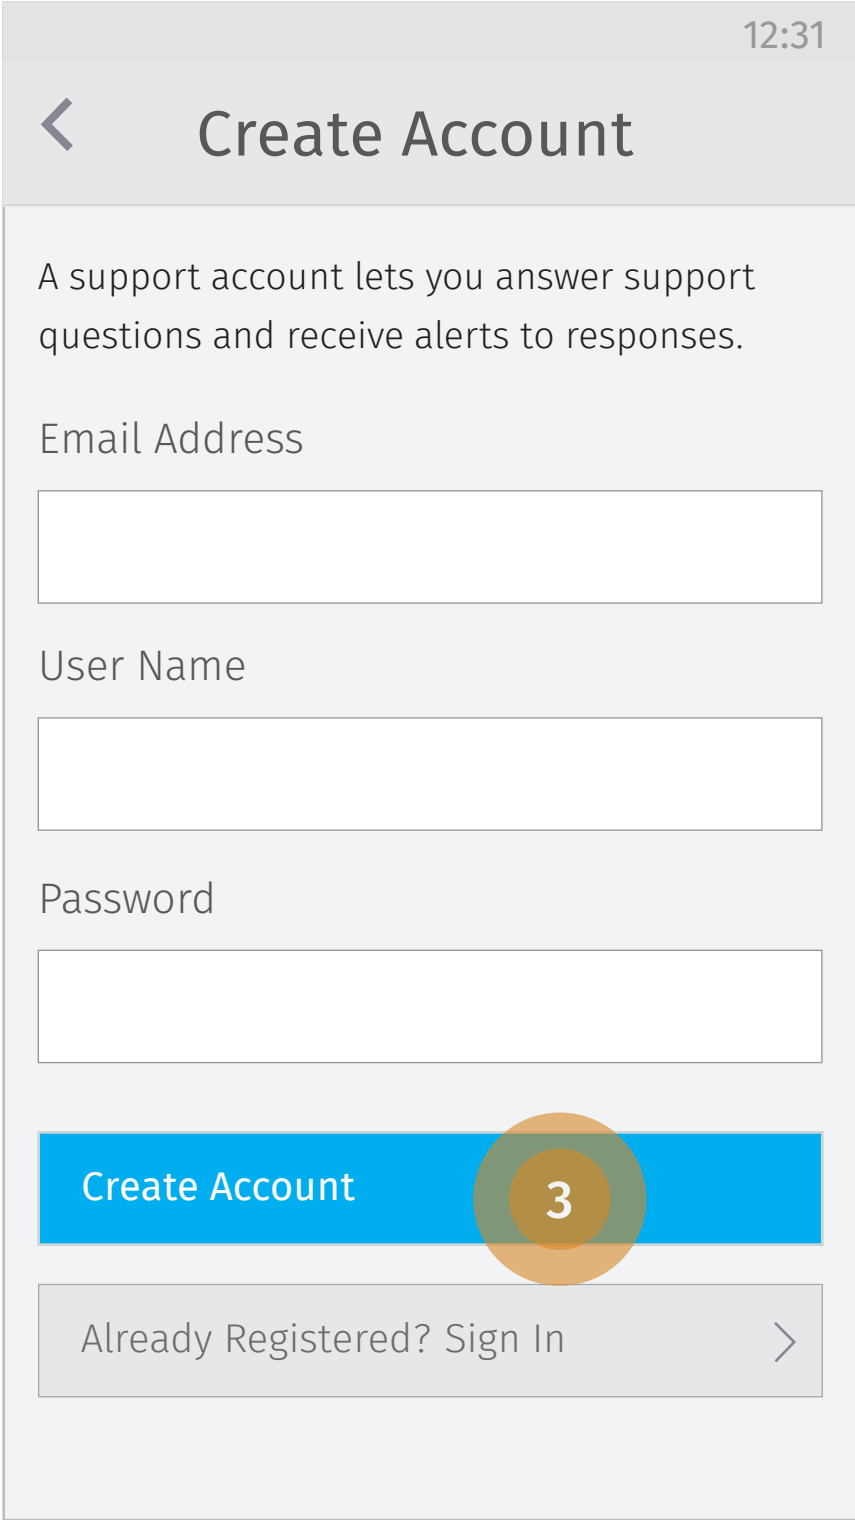 12:31
Create Account
A support account lets you answer support
questions and receive alerts to responses.
Email Address
User Name
Password
Create Account
3
Already Registered? Sign In